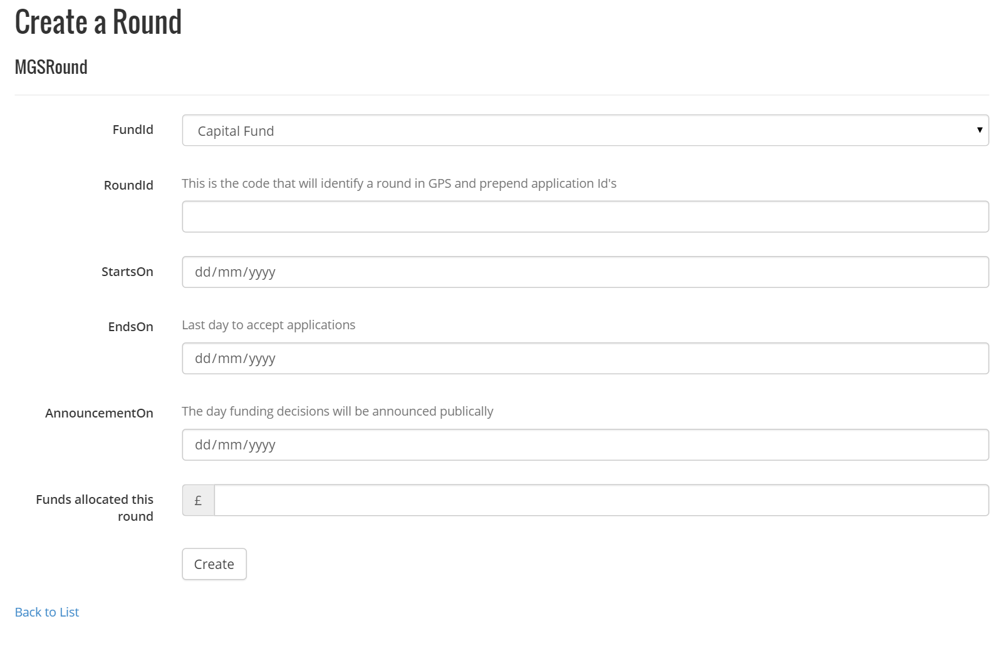 Create a Round
MGSRound
FundId
Capital Fund
RoundId
This is the code that will identify a round in GPS and prepend application Id's
StartsOn
dd/mm/yyyy
EndsOn
Last day to accept applications
dd/mm/yyyy
AnnouncementOn
The day funding decisions will be announced publically
dd/mm/yyyy
Funds allocated this
round
£
Create
Back to List